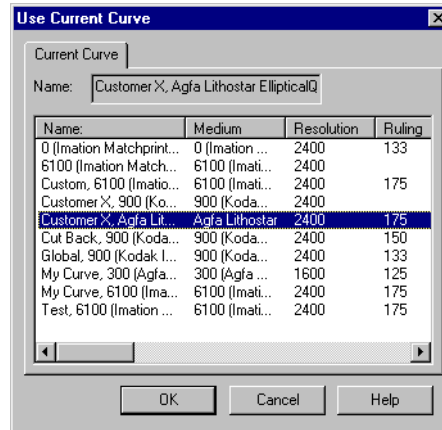 Use Current Curve
Current Curve
Name: Customer X, Agfa Lithostar EllipticalQ
Name: Medium Resolution Ruling
0 (Imation Matchprint... 0 (Imation ... 2400 133
6100 (Imation Match... 6100 (Imati... 2400
Custom, 6100 (Imatio... 6100 (Imati... 2400 175
Customer X, 900 (Ko... 900 (Koda... 2400
Customer X, Agfa Lit... Agfa Lithostar 2400 175
Cut Back, 900 (Koda... 900 (Koda... 2400 150
Global, 900 (Kodak I... 900 (Koda... 2400 133
My Curve, 300 (Agfa... 300 (Agfa ... 1600 125
My Curve, 6100 (Ima... 6100 (Imati... 2400 175
Test, 6100 (Imation ... 6100 (Imati... 2400 175
OK Cancel Help